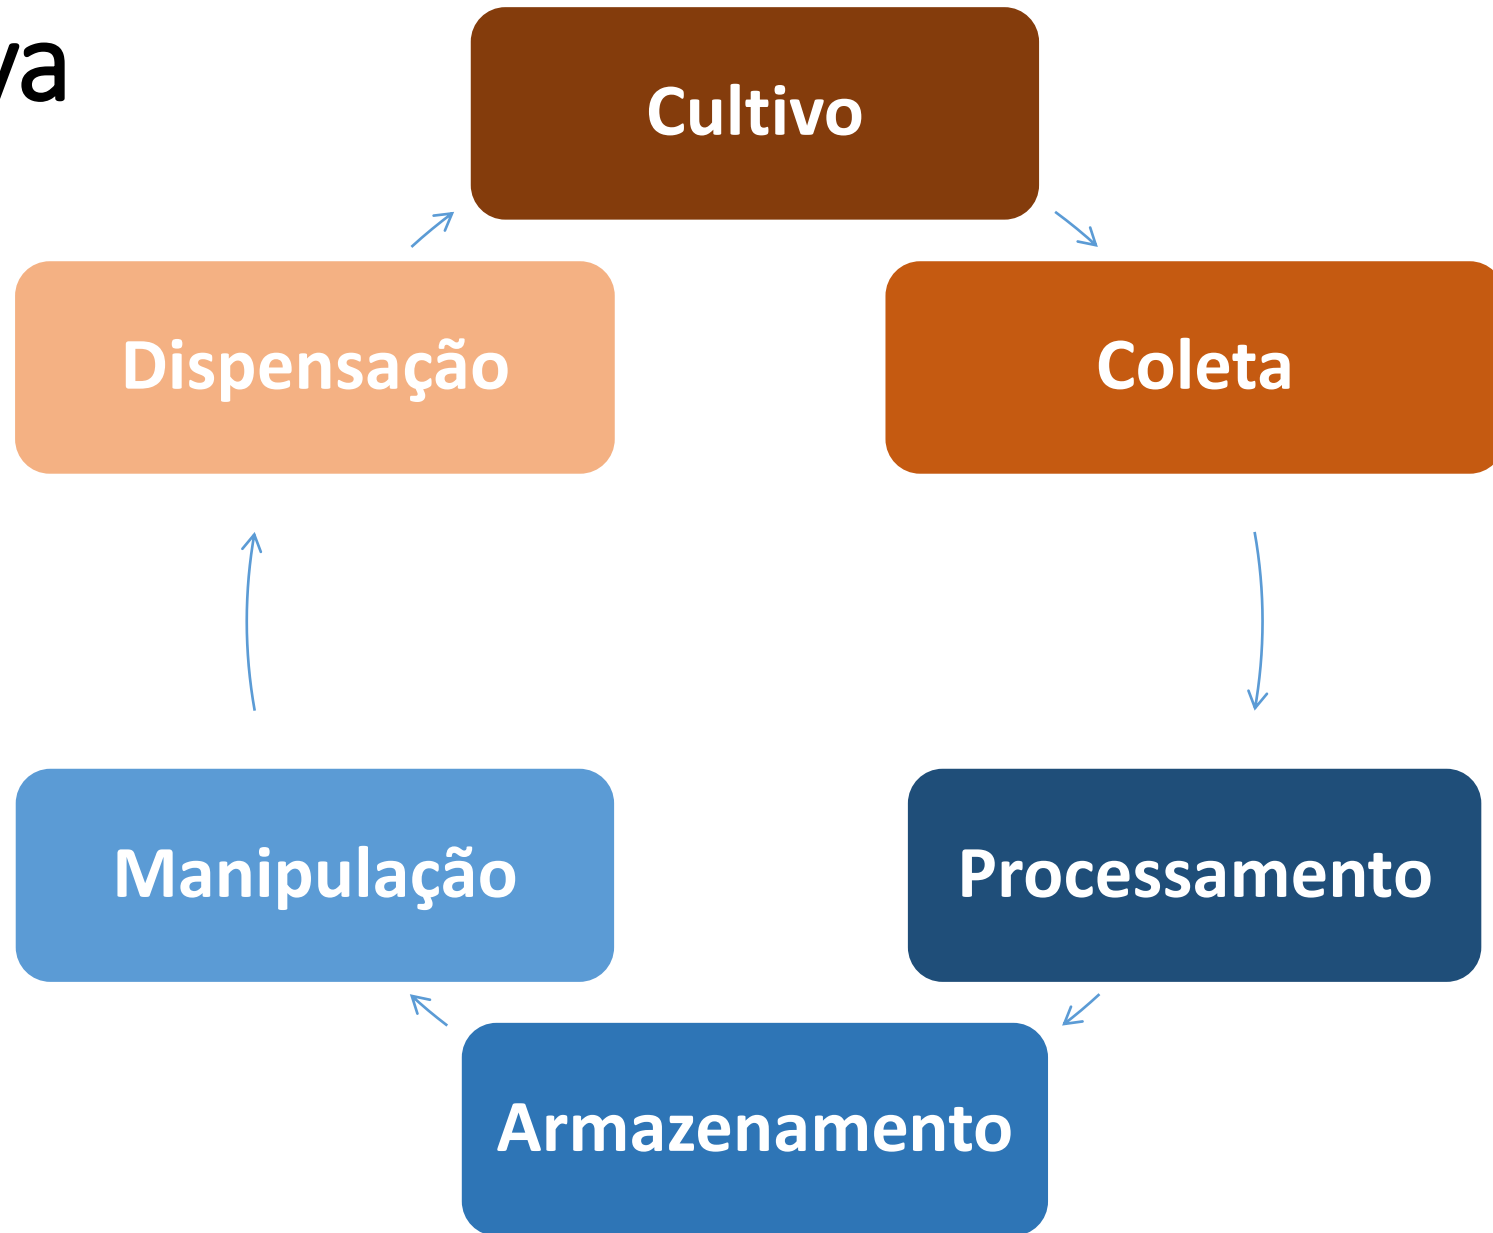 va
Cultivo
Dispensação
Coleta
Manipulação
Processamento
Armazenamento